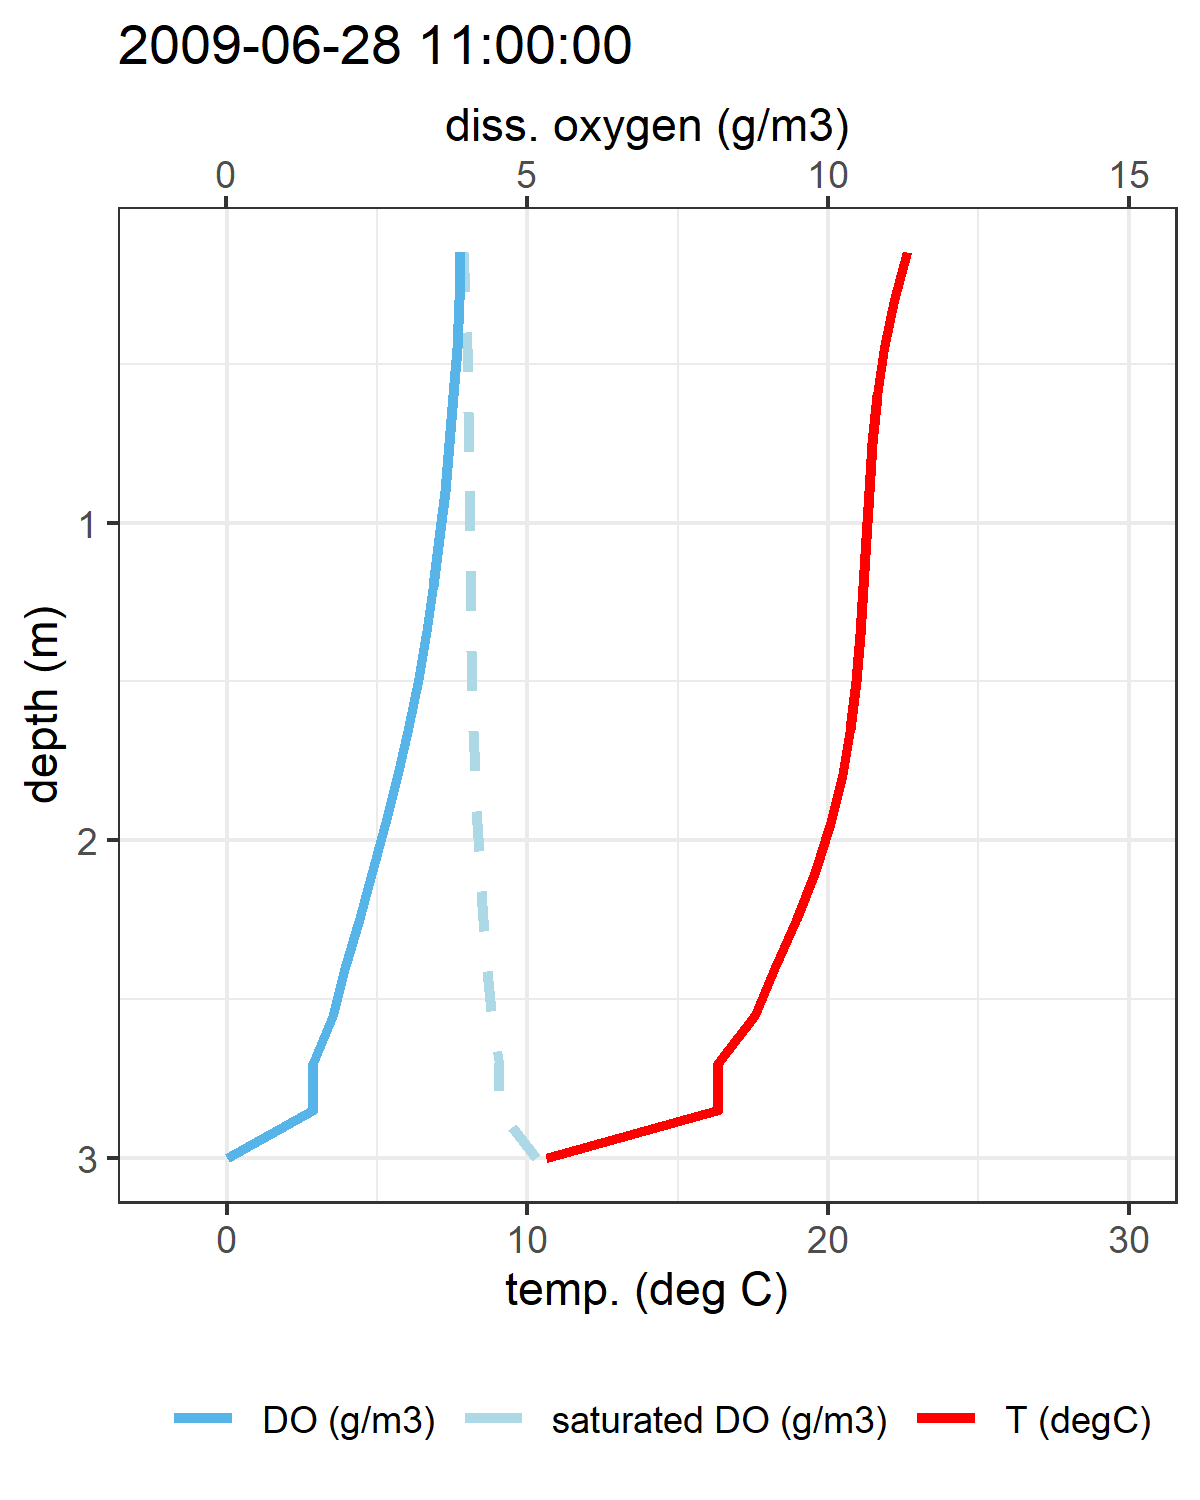 2009-06-28 11:00:00
diss. oxygen (g/m3)
0 5 10 15
depth (m)
1
2
3
0 10 20 30
temp. (deg C)
DO (g/m3) saturated DO (g/m3) T (degC)